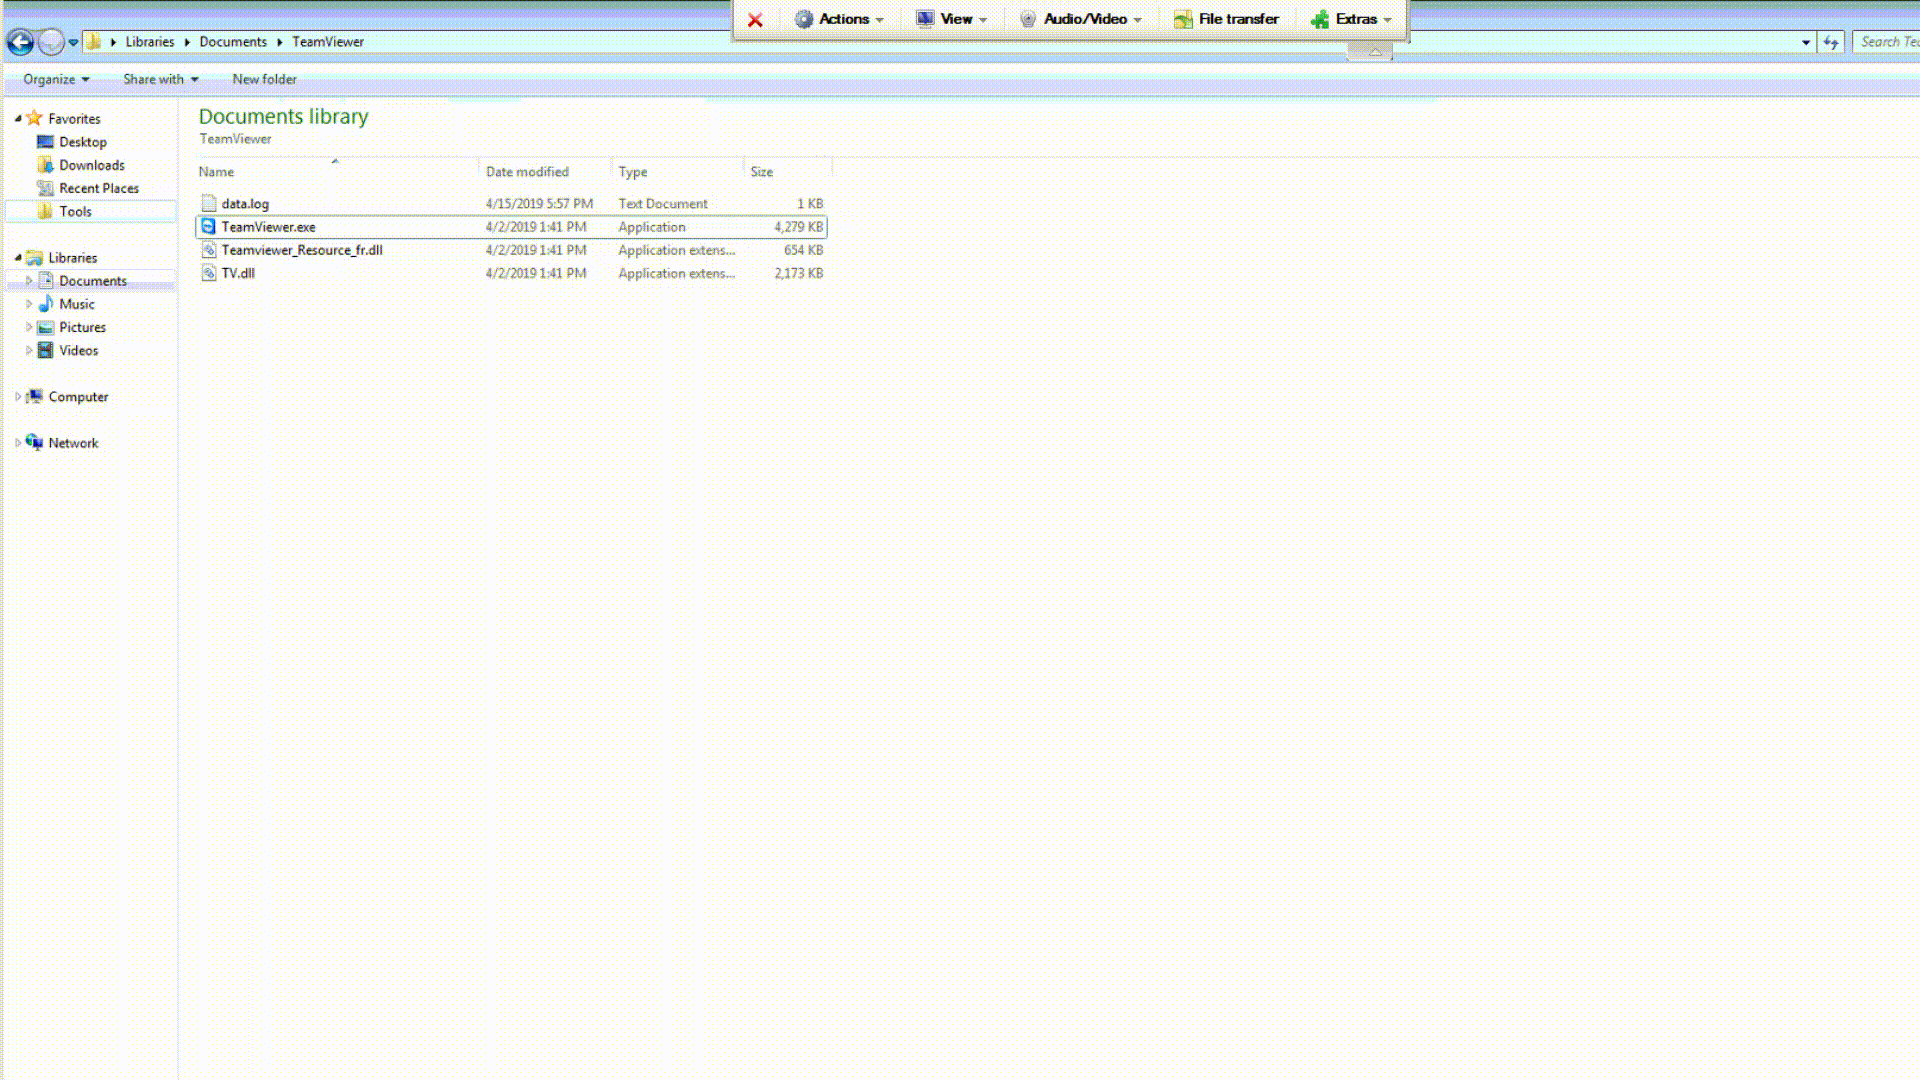 Actions View Audio/Video File transfer Extras
Libraries Documents TeamViewer
Organize Share with New folder
Favorites
Desktop
Downloads
Recent Places
Tools
Libraries
Documents
Music
Pictures
Videos
Computer
Network
Documents library
TeamViewer
Name Date modified Type Size
data.log 4/15/2019 5:57 PM Text Document 1 KB
TeamViewer.exe 4/2/2019 1:41 PM Application 4,279 KB
Teamviewer_Resource_fr.dll 4/2/2019 1:41 PM Application extens... 654 KB
TV.dll 4/2/2019 1:41 PM Application extens... 2,173 KB
Search